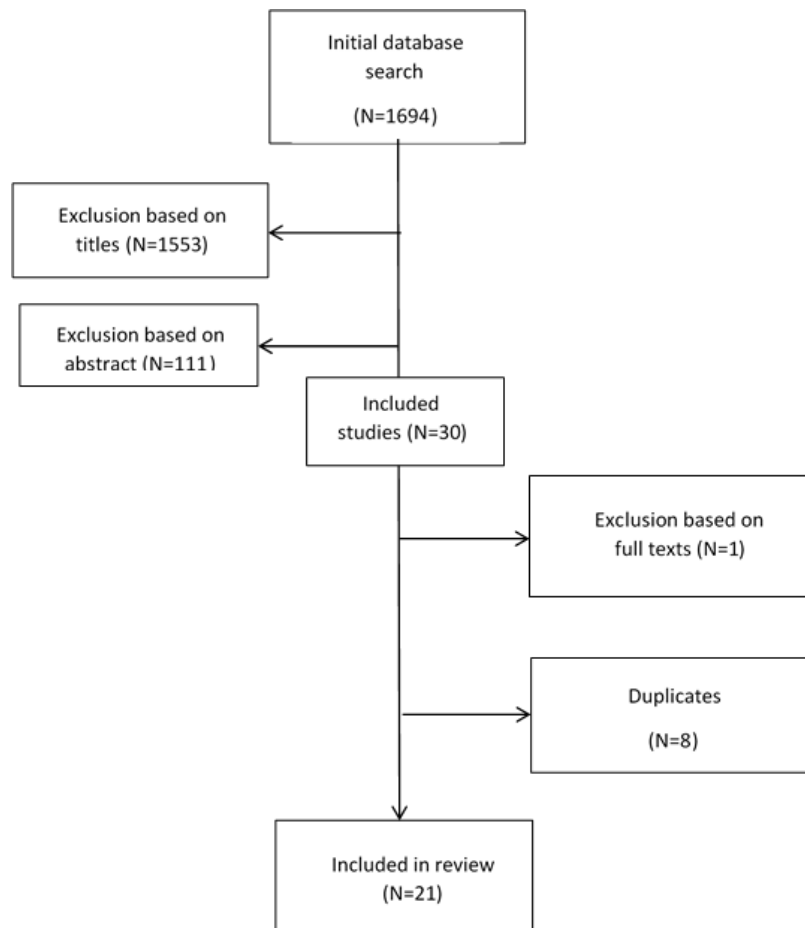 Initial database
search
(N=1694)
Exclusion based on
titles (N=1553)
Exclusion based on
abstract (N=111)
Included
studies (N=30)
Exclusion based on
full texts (N=1)
Duplicates
(N=8)
Included in review
(N=21)